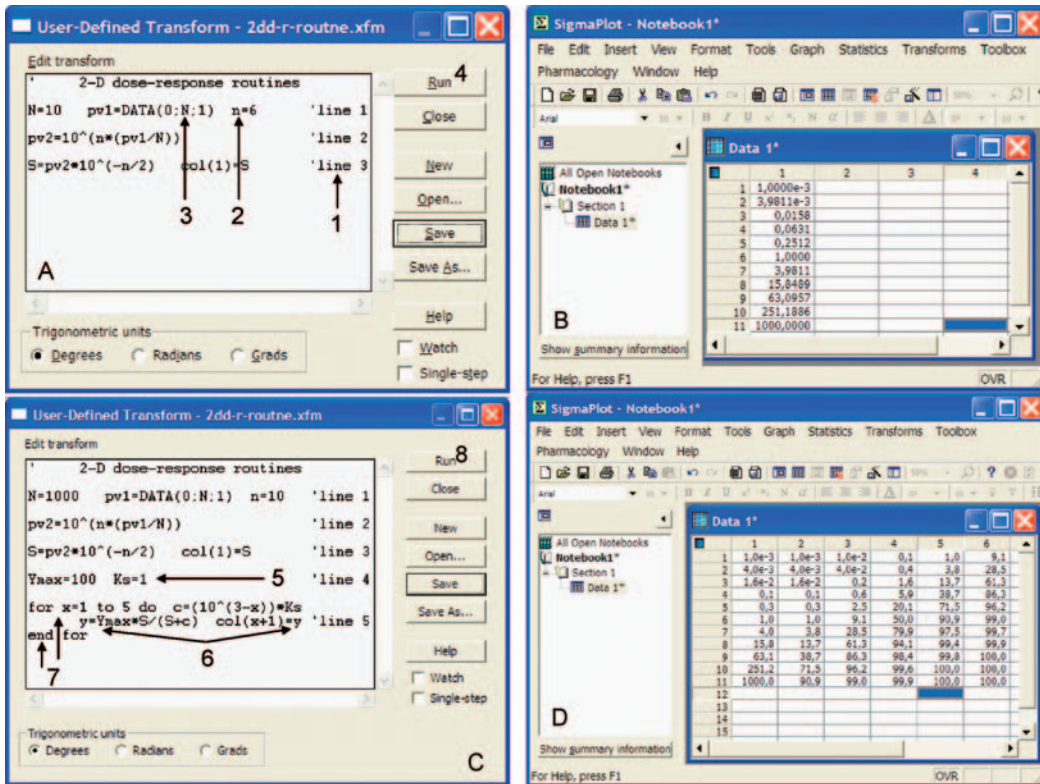 User-Defined Transform - 2dd-r-routne.xfm
Edit transform
' 2-D dose-response routines
N=10 pv1=DATA(0;N;1) n=6 'line 1
pv2=10^(n*(pv1/N)) 'line 2
S=pv2*10^(-n/2) col(1)=S 'line 3
3 2 1
A
Run 4
Close
New
Open...
Save
Save As...
Help
Watch
Single-step
Trigonometric units
Degrees Radians Grads
SigmaPlot - Notebook1*
File Edit Insert View Format Tools Graph Statistics Transforms Toolbox
Pharmacology Window Help
Arial
All Open Notebooks
Notebook1*
Section 1
Data 1*
B
Show summary information
Data 1*
1 2 3 4
1 1,0000e-3
2 3,9811e-3
3 0,0158
4 0,0631
5 0,2512
6 1,0000
7 3,9811
8 15,8489
9 63,0957
10 251,1886
11 1000,0000
For Help, press F1 OVR
User-Defined Transform - 2dd-r-routne.xfm
Edit transform
' 2-D dose-response routines
N=1000 pv1=DATA(0;N;1) n=10 'line 1
pv2=10^(n*(pv1/N)) 'line 2
S=pv2*10^(-n/2) col(1)=S 'line 3
Ymax=100 Ks=1 5 'line 4
for x=1 to 5 do c=(10^(3-x))*Ks
y=Ymax*S/(S+c) col(x+1)=y 'line 5
end for
7 6
Run 8
Close
New
Open...
Save
Save As...
Help
Watch
Single-step
Trigonometric units
Degrees Radians Grads
C
SigmaPlot - Notebook1*
File Edit Insert View Format Tools Graph Statistics Transforms Toolbox
Pharmacology Window Help
Arial
All Open Notebooks
Notebook1*
Section 1
Data 1*
D
Show summary information
Data 1*
1 2 3 4 5 6
1 1,0e-3 1,0e-3 1,0e-2 0,1 1,0 9,1
2 4,0e-3 4,0e-3 4,0e-2 0,4 3,8 28,5
3 1,6e-2 1,6e-2 0,2 1,6 13,7 61,3
4 0,1 0,1 0,6 5,9 38,7 86,3
5 0,3 0,3 2,5 20,1 71,5 96,2
6 1,0 1,0 9,1 50,0 90,9 99,0
7 4,0 3,8 28,5 79,9 97,5 99,7
8 15,8 13,7 61,3 94,1 99,4 99,9
9 63,1 38,7 86,3 98,4 99,8 100,0
10 251,2 71,5 96,2 99,6 100,0 100,0
11 1000,0 90,9 99,0 99,9 100,0 100,0
12
13
14
15
For Help, press F1 OVR